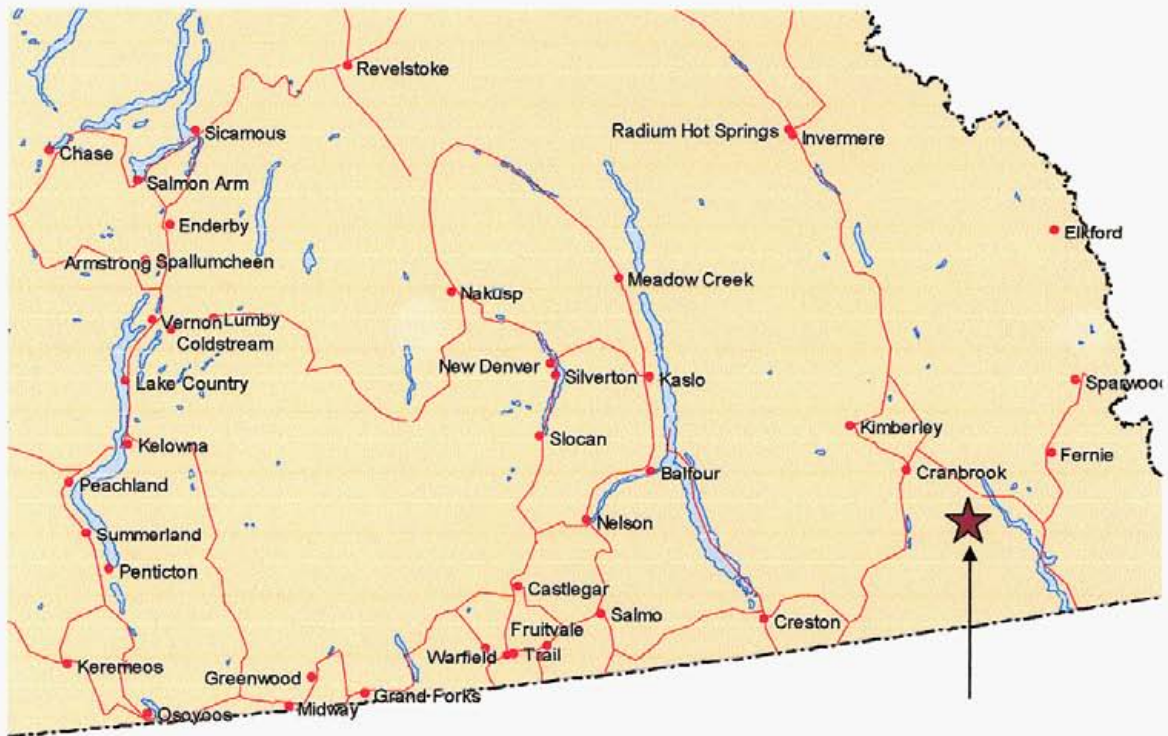 Revelstoke
Sicamous
Radium Hot Springs
Invermere
Chase
Salmon Arm
Enderby
Elkford
Armstrong
Spallumcheen
Meadow Creek
Nakusp
Vernon
Lumby
Coldstream
New Denver
Silverton
Kaslo
Lake Country
Sparwood
Kimberley
Slocan
Kelowna
Fernie
Cranbrook
Balfour
Peachland
Nelson
Summerland
Penticton
Castlegar
Salmo
Creston
Fruitvale
Warfield
Trail
Keremeos
Greenwood
Grand Forks
Midway
Osoyoos